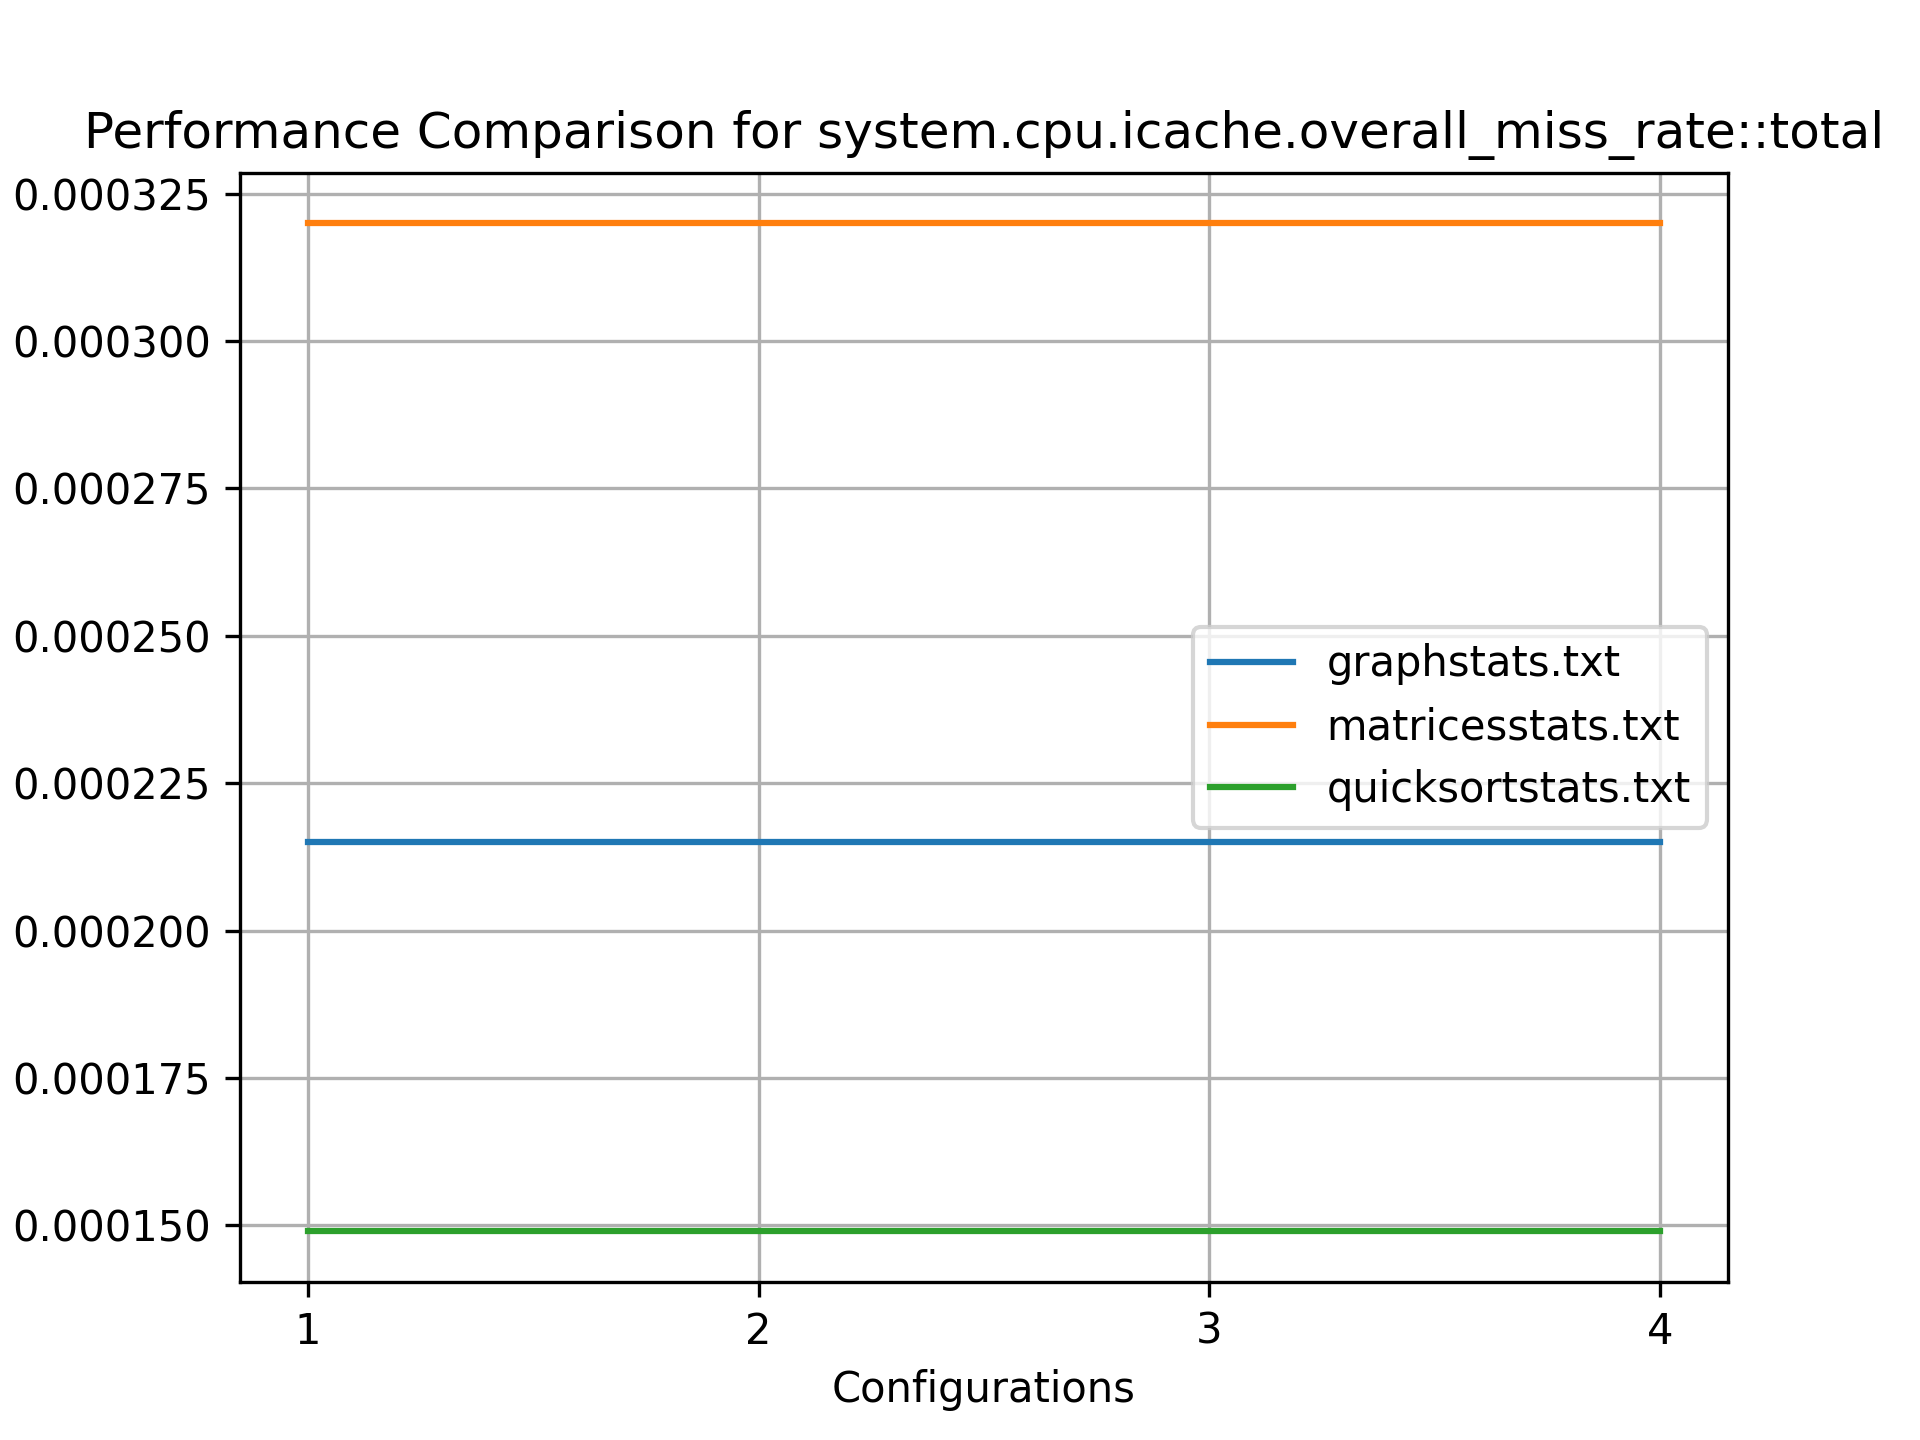 Performance Comparison for system.cpu.icache.overall_miss_rate::total
0.000325
0.000300
0.000275
0.000250
0.000225
0.000200
0.000175
0.000150
graphstats.txt
matricesstats.txt
quicksortstats.txt
1 2 3 4
Configurations